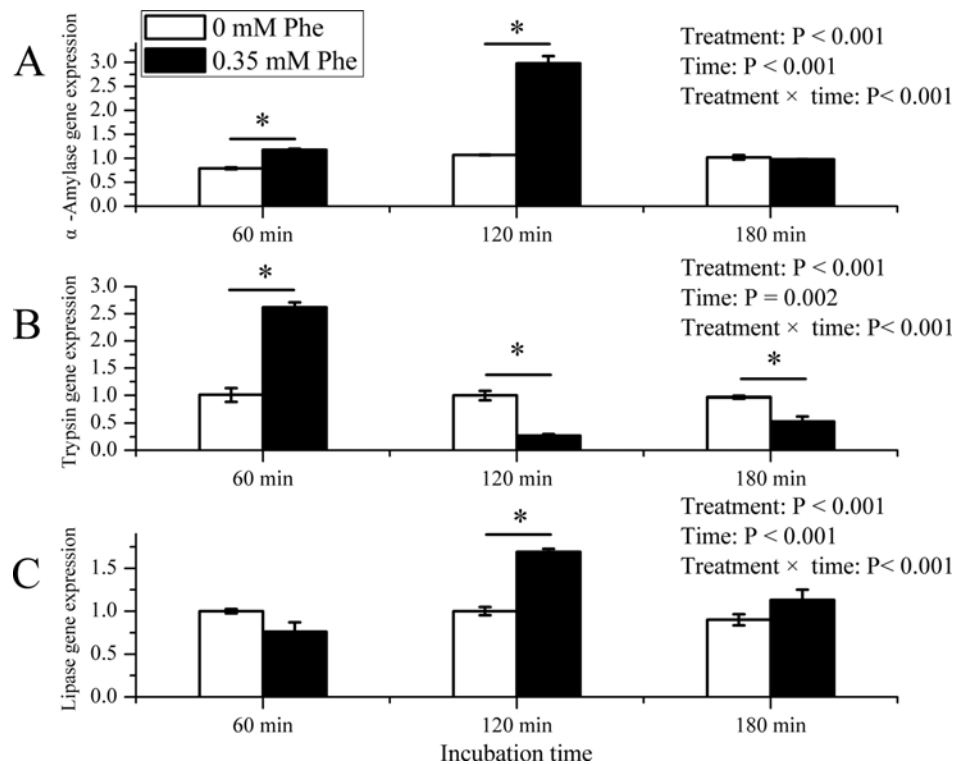 A
0 mM Phe
0.35 mM Phe
Treatment: P < 0.001
Time: P < 0.001
Treatment × time: P< 0.001
α -Amylase gene expression
3.0
2.5
2.0
1.5
1.0
0.5
0.0
*
*
60 min
120 min
180 min
B
Treatment: P < 0.001
Time: P = 0.002
Treatment × time: P< 0.001
Trypsin gene expression
3.0
2.5
2.0
1.5
1.0
0.5
0.0
*
*
*
60 min
120 min
180 min
C
Treatment: P < 0.001
Time: P < 0.001
Treatment × time: P< 0.001
Lipase gene expression
1.5
1.0
0.5
0.0
*
60 min
120 min
180 min
Incubation time